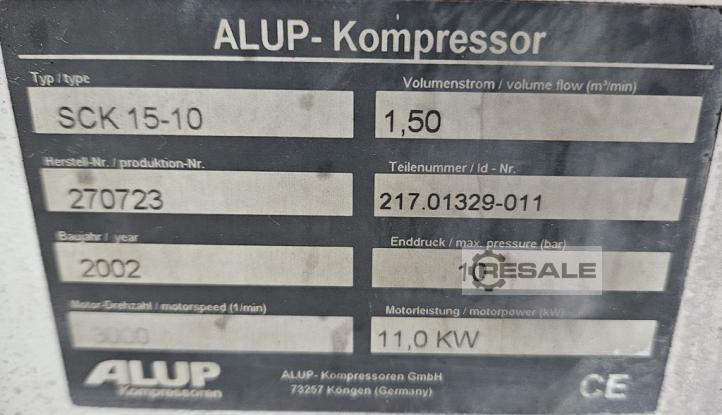 ALUP- Kompressor
Typ / type
SCK 15-10
Volumenstrom / volume flow (m³/min)
1,50
Herstell-Nr. / produktion-Nr.
270723
Teilenummer / Id - Nr.
217.01329-011
Baujahr / year
2002
Enddruck / max. pressure (bar)
10
RESALE
Motor-Drehzahl / motorspeed (1/min)
3000
Motorleistung / motorpower (kW)
11,0 KW
ALUP
Kompressoren
ALUP- Kompressoren GmbH
73257 Köngen (Germany)
CE